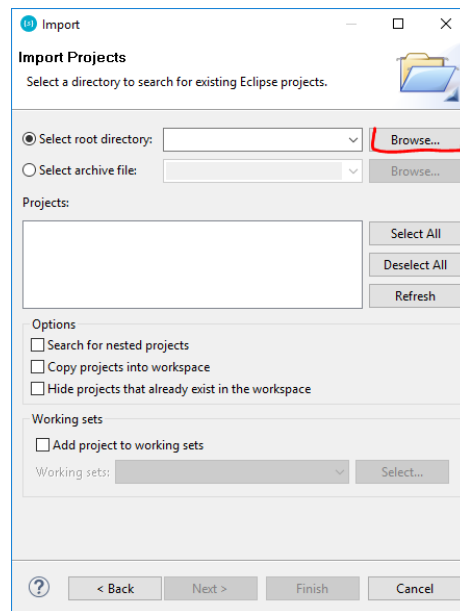 Import
Import Projects
Select a directory to search for existing Eclipse projects.
Select root directory:
Browse...
Select archive file:
Browse...
Projects:
Select All
Deselect All
Refresh
Options
Search for nested projects
Copy projects into workspace
Hide projects that already exist in the workspace
Working sets
Add project to working sets
Working sets:
Select...
?
< Back
Next >
Finish
Cancel